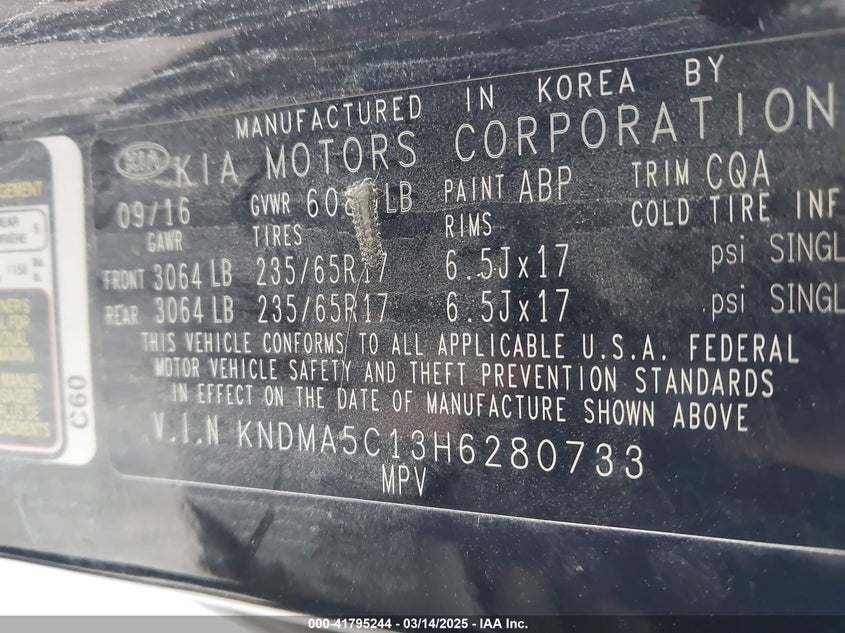 MANUFACTURED IN KOREA BY
KIA KIA MOTORS CORPORATION
09/16 GVWR LB PAINT ABP TRIM CQA
GAWR TIRES RIMS COLD TIRE INF
FRONT 3064 LB 235/65R17 6.5Jx17 psi SINGL
REAR 3064 LB 235/65R17 6.5Jx17 psi SINGL
THIS VEHICLE CONFORMS TO ALL APPLICABLE U.S.A. FEDERAL
MOTOR VEHICLE SAFETY AND THEFT PREVENTION STANDARDS
IN EFFECT ON THE DATE OF MANUFACTURE SHOWN ABOVE
V.I.N KNDMA5C13H6280733
MPV
C60
000-41795244 / 03/14/2025 - IAA Inc.